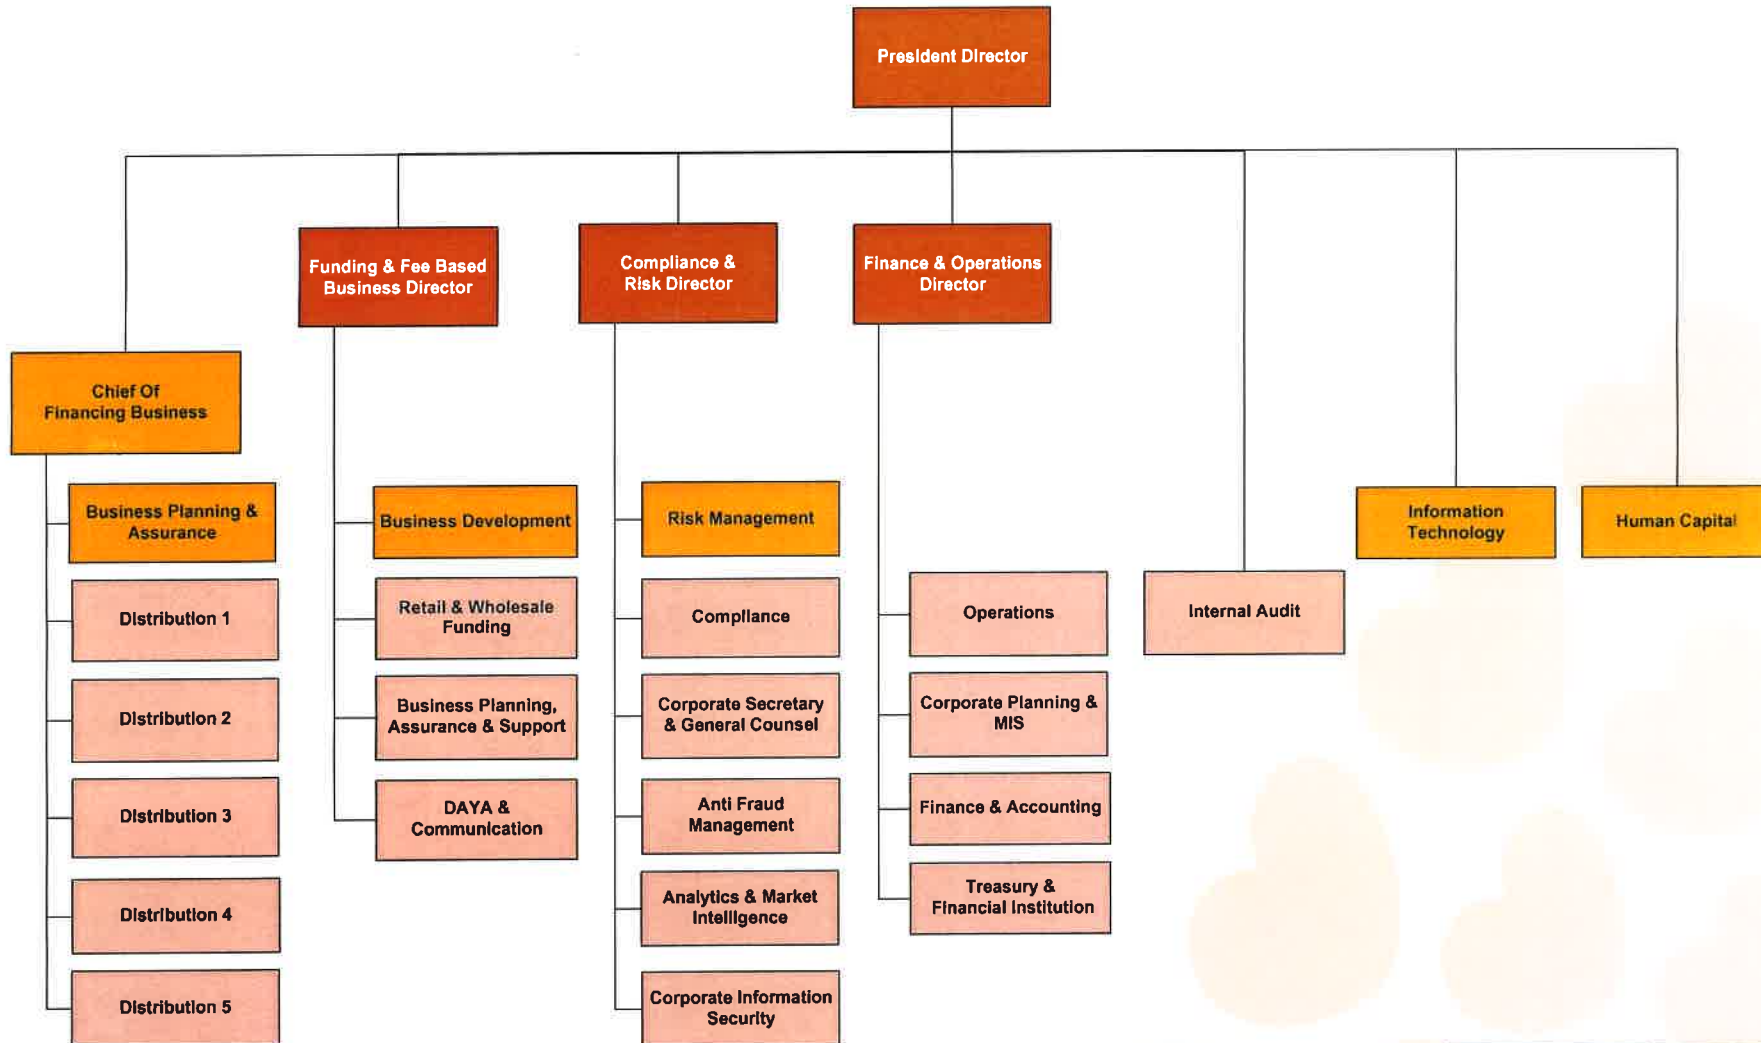 President Director
Funding & Fee Based
Business Director
Compliance &
Risk Director
Finance & Operations
Director
Chief Of
Financing Business
Business Planning &
Assurance
Distribution 1
Distribution 2
Distribution 3
Distribution 4
Distribution 5
Business Development
Retail & Wholesale
Funding
Business Planning,
Assurance & Support
DAYA &
Communication
Risk Management
Compliance
Corporate Secretary
& General Counsel
Anti Fraud
Management
Analytics & Market
Intelligence
Corporate Information
Security
Operations
Corporate Planning &
MIS
Finance & Accounting
Treasury &
Financial Institution
Internal Audit
Information
Technology
Human Capital